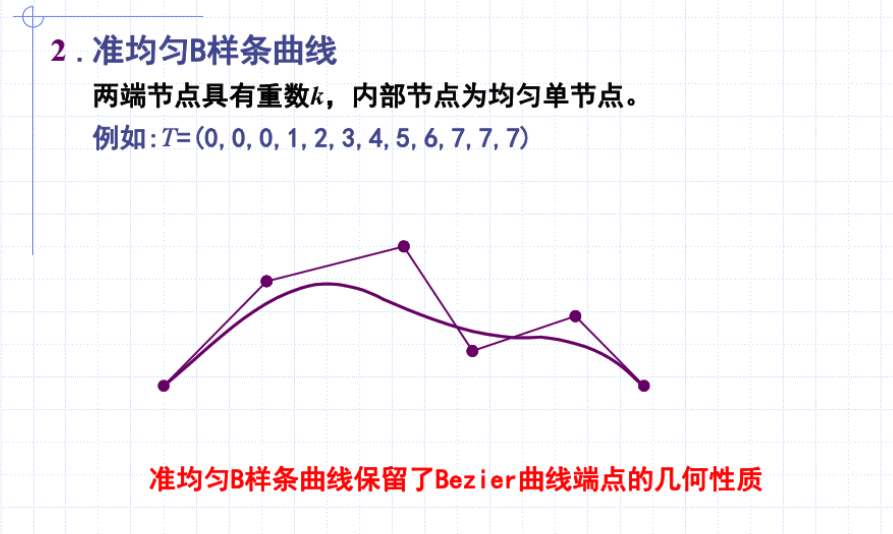 2.准均匀B样条曲线
两端节点具有重数k，内部节点为均匀单节点。
例如:T=(0,0,0,1,2,3,4,5,6,7,7,7)
准均匀B样条曲线保留了Bezier曲线端点的几何性质